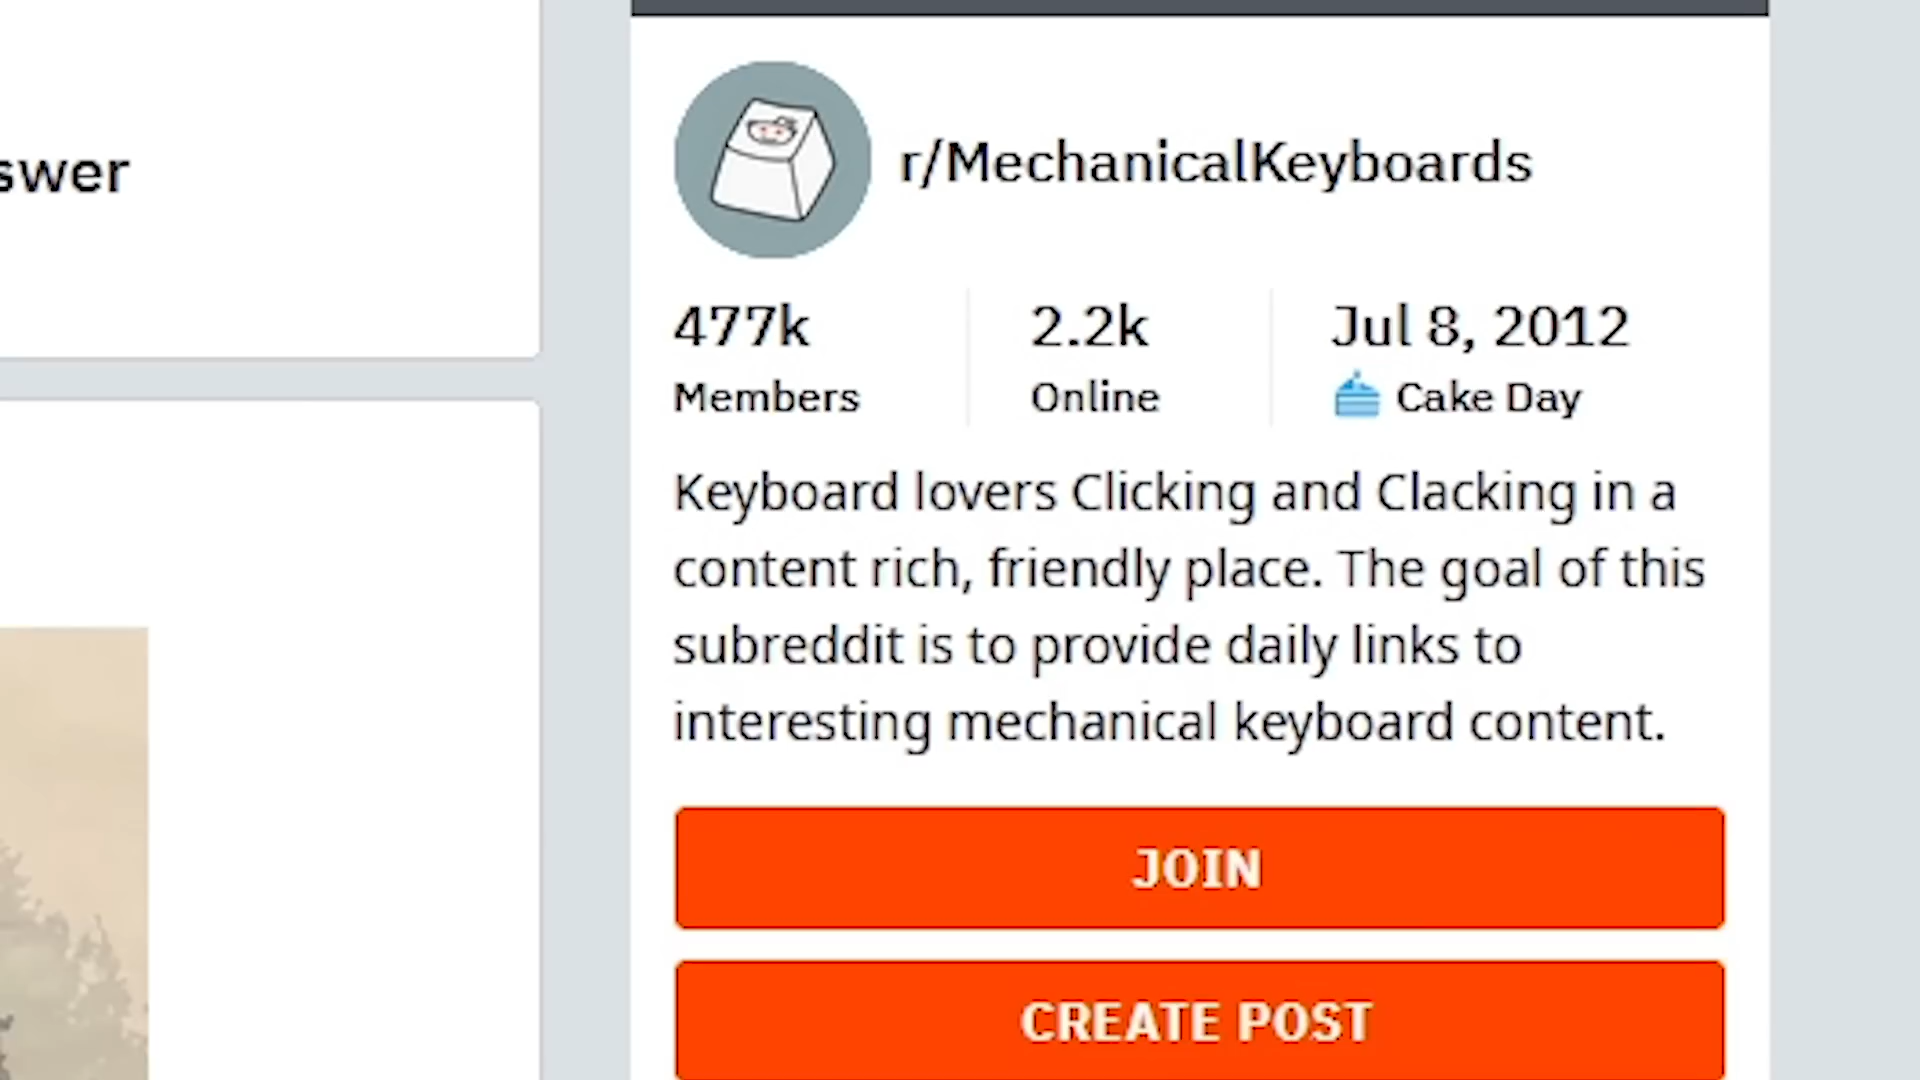 swer
r/MechanicalKeyboards
477k
Members
2.2k
Online
Jul 8, 2012
Cake Day
Keyboard lovers Clicking and Clacking in a
content rich, friendly place. The goal of this
subreddit is to provide daily links to
interesting mechanical keyboard content.
JOIN
CREATE POST